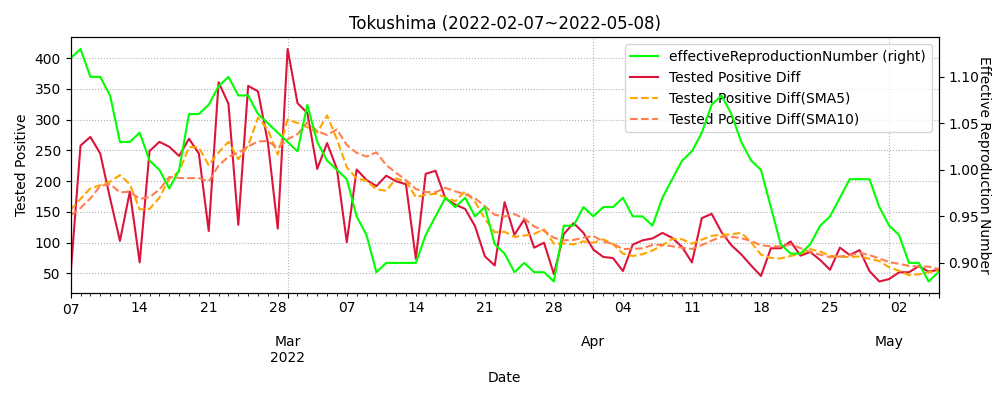 Tokushima (2022-02-07~2022-05-08)
effectiveReproductionNumber (right)
Tested Positive Diff
Tested Positive Diff(SMA5)
Tested Positive Diff(SMA10)
Tested Positive
400
350
300
250
200
150
100
50
1.10
1.05
1.00
0.95
0.90
Effective Reproduction Number
07 14 21 28 07 14 21 28 04 11 18 25 02
Mar Apr May
2022
Date